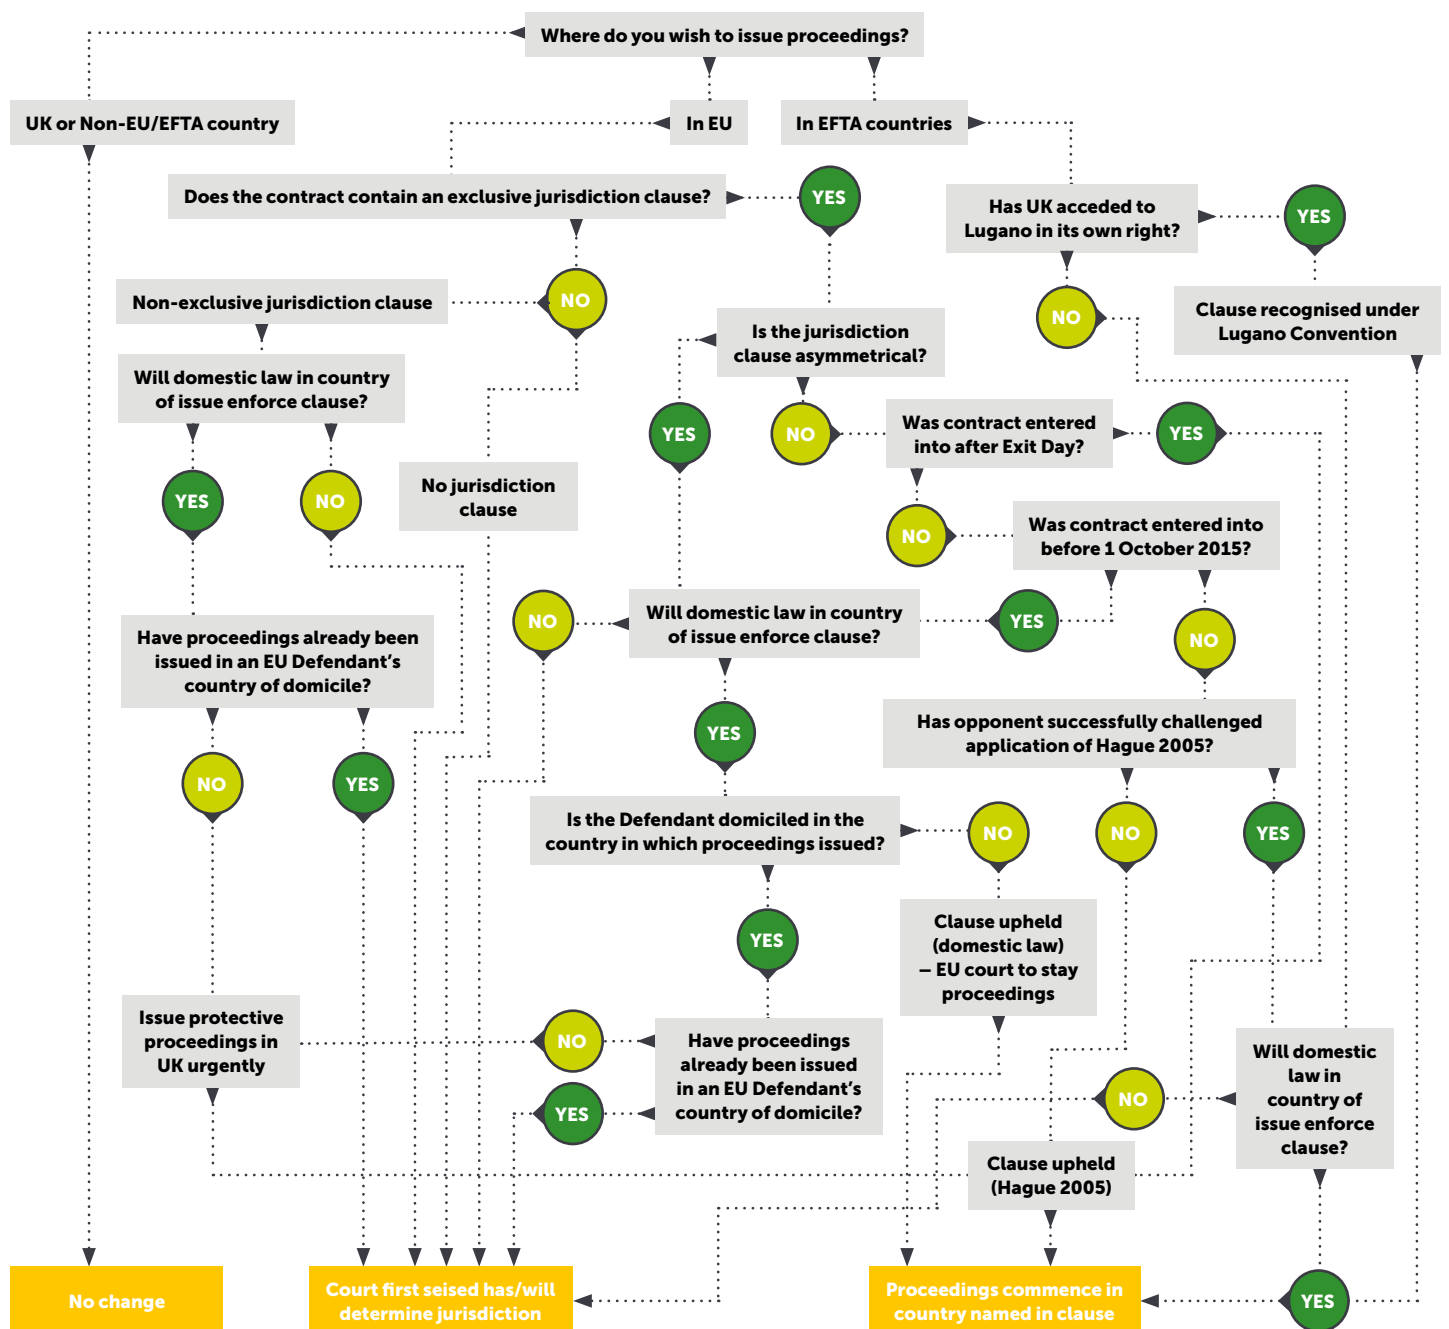 Where do you wish to issue proceedings?
UK or Non-EU/EFTA country
In EU
In EFTA countries
Does the contract contain an exclusive jurisdiction clause?
YES
Has UK acceded to
Lugano in its own right?
YES
NO
Non-exclusive jurisdiction clause
NO
Clause recognised under
Lugano Convention
Is the jurisdiction
clause asymmetrical?
Will domestic law in country
of issue enforce clause?
YES
NO
Was contract entered
into after Exit Day?
YES
YES
NO
No jurisdiction
clause
NO
Was contract entered into
before 1 October 2015?
NO
Will domestic law in country
of issue enforce clause?
YES
NO
Have proceedings already been
issued in an EU Defendant's
country of domicile?
YES
Has opponent successfully challenged
application of Hague 2005?
NO
YES
Is the Defendant domiciled in the
country in which proceedings issued?
NO
NO
YES
YES
Clause upheld
(domestic law)
– EU court to stay
proceedings
Issue protective
proceedings in
UK urgently
NO
YES
Have proceedings
already been issued
in an EU Defendant's
country of domicile?
NO
Will domestic
law in
country of
issue enforce
clause?
Clause upheld
(Hague 2005)
No change
Court first seised has/will
determine jurisdiction
Proceedings commence in
country named in clause
YES